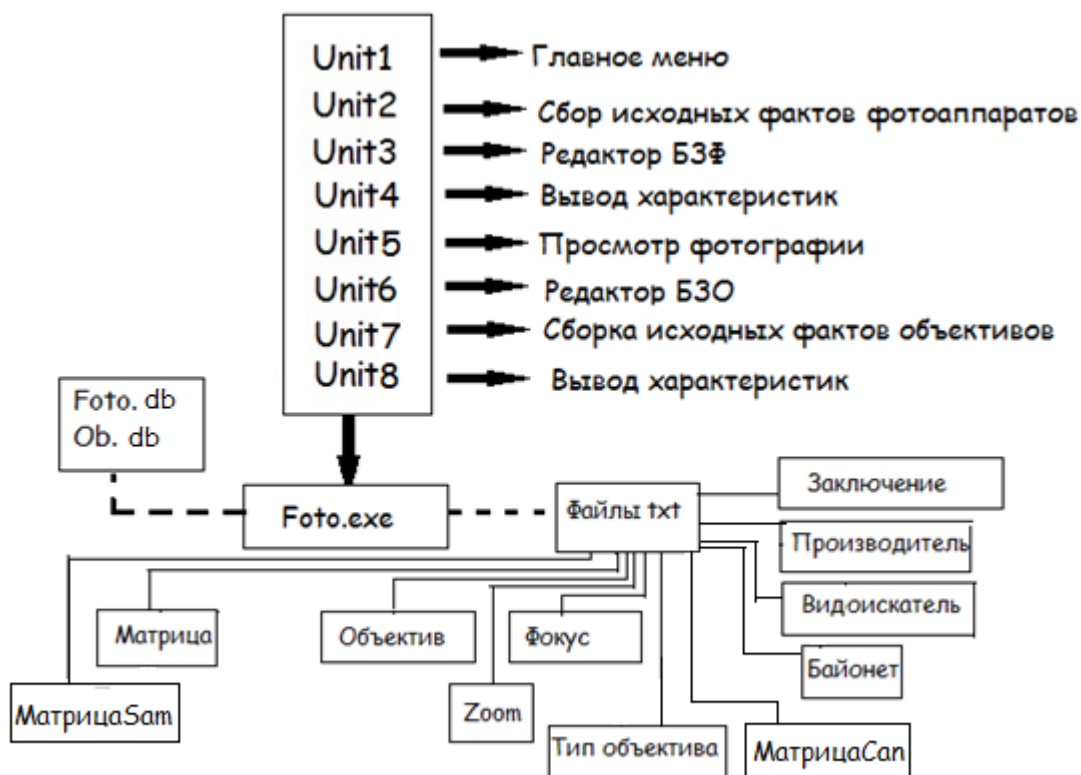 Unit1 Главное меню
Unit2 Сбор исходных фактов фотоаппаратов
Unit3 Редактор БЗФ
Unit4 Вывод характеристик
Unit5 Просмотр фотографии
Unit6 Редактор БЗО
Unit7 Сборка исходных фактов объективов
Unit8 Вывод характеристик
Foto. db
Ob. db
Foto.exe
Файлы txt
Заключение
Производитель
Видоискатель
Байонет
Матрица
Объектив
Фокус
МатрицаSam
Zoom
Тип объектива
МатрицаCan